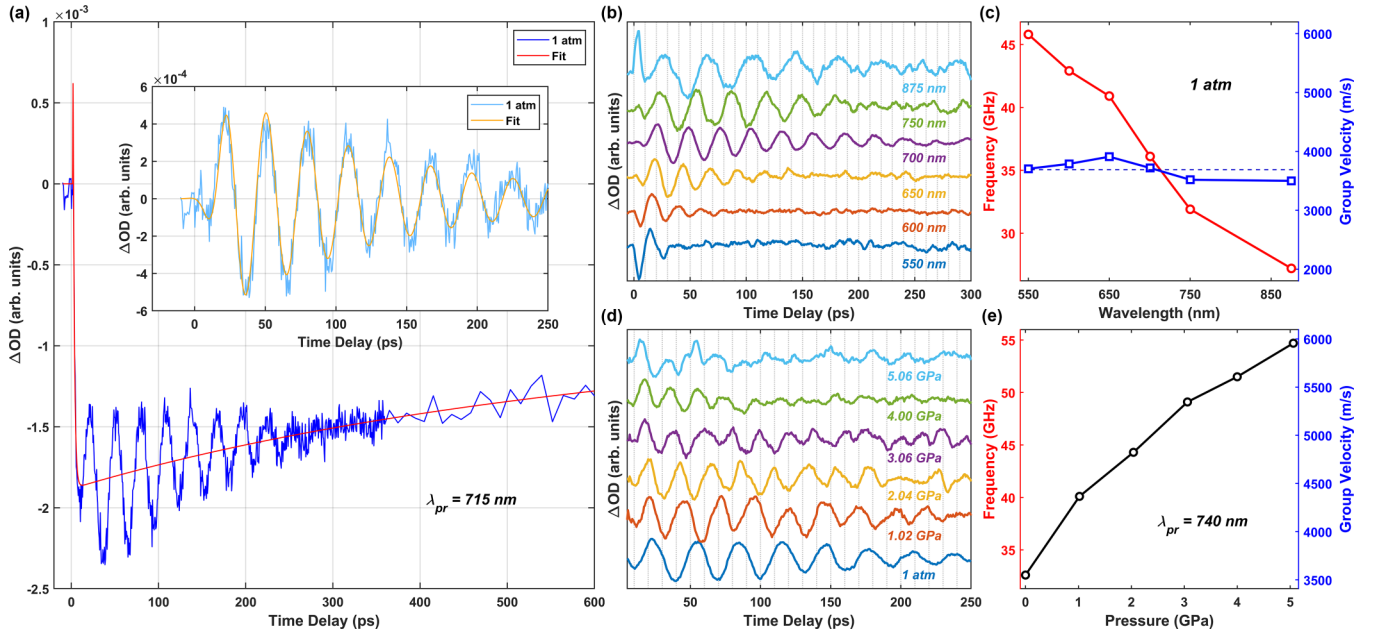 (a)
×10⁻³
1
0.5
0
-0.5
-1
-1.5
-2
-2.5
ΔOD (arb. units)
0 100 200 300 400 500 600
Time Delay (ps)
1 atm
Fit
λpr = 715 nm
×10⁻⁴
6
4
2
0
-2
-4
-6
ΔOD (arb. units)
0 50 100 150 200 250
Time Delay (ps)
1 atm
Fit
(b)
ΔOD (arb. units)
875 nm
750 nm
700 nm
650 nm
600 nm
550 nm
0 50 100 150 200 250 300
Time Delay (ps)
(c)
45
40
35
30
Frequency (GHz)
1 atm
6000
5000
4000
3000
2000
Group Velocity (m/s)
550 650 750 850
Wavelength (nm)
(d)
ΔOD (arb. units)
5.06 GPa
4.00 GPa
3.06 GPa
2.04 GPa
1.02 GPa
1 atm
50 100 150 200 250
Time Delay (ps)
(e)
55
50
45
40
35
Frequency (GHz)
λpr = 740 nm
6000
5500
5000
4500
4000
3500
Group Velocity (m/s)
0 1 2 3 4 5
Pressure (GPa)